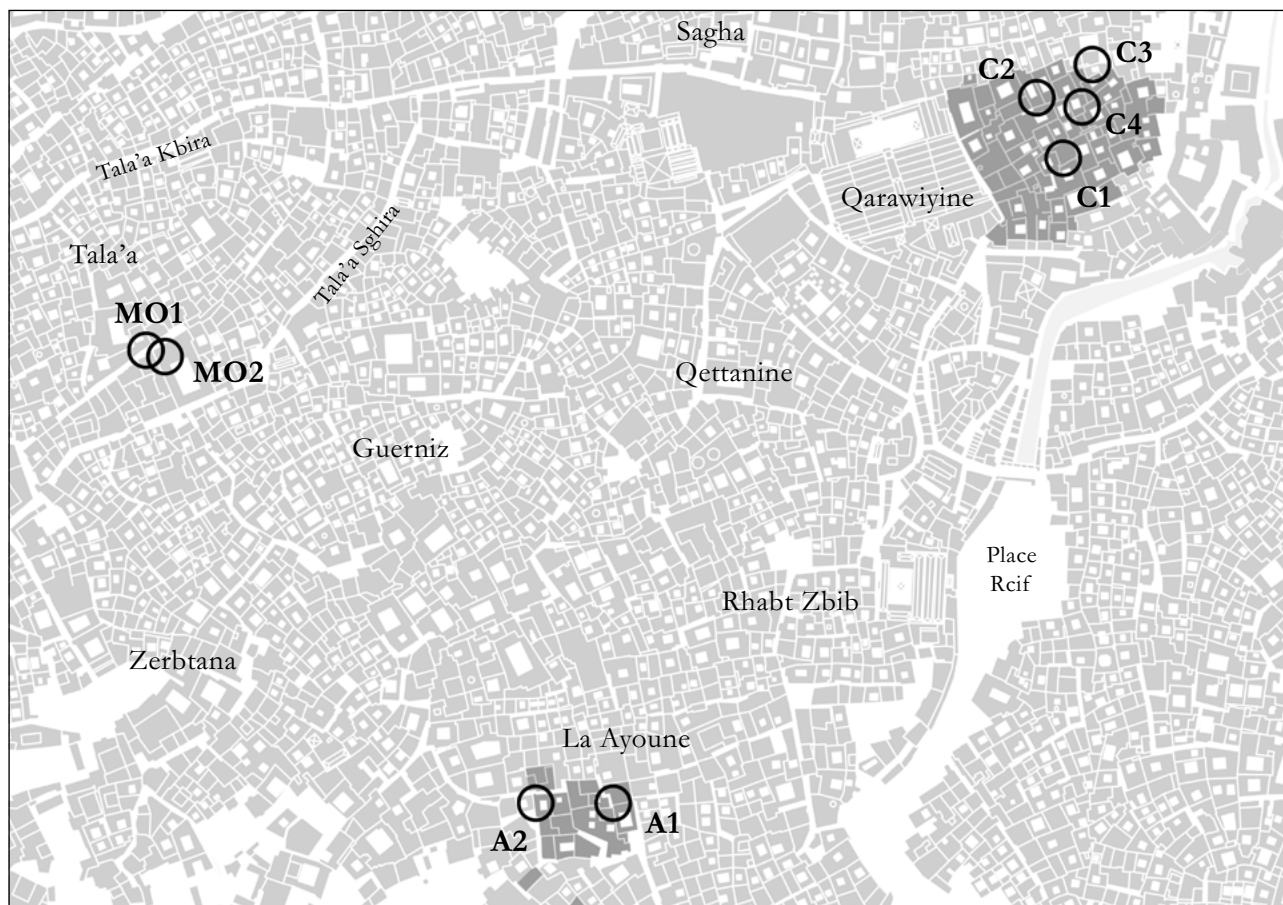 Sagha
C3
C2
C4
Tala’a Kbira
C1
Qarawiyine
Tala’a Sghira
Tala’a
MO1
MO2
Qettanine
Guerniz
Place
Rcif
Rhabt Zbib
Zerbtana
La Ayoune
A2
A1